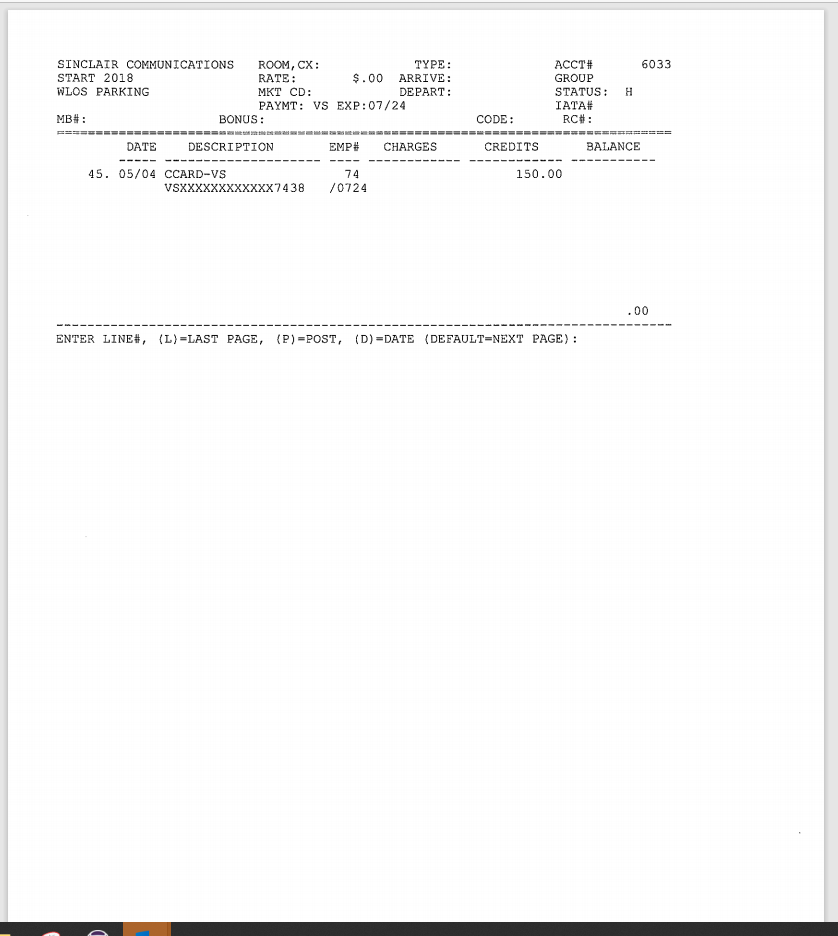 SINCLAIR COMMUNICATIONS ROOM,CX: TYPE: ACCT# 6033
START 2018 RATE: $.00 ARRIVE: GROUP
WLOS PARKING MKT CD: DEPART: STATUS: H
PAYMT: VS EXP:07/24 IATA#
MB#: BONUS: CODE: RC#:
DATE DESCRIPTION EMP# CHARGES CREDITS BALANCE
45. 05/04 CCARD-VS 74 150.00
VSXXXXXXXXXXXX7438 /0724
.00
ENTER LINE#, (L)=LAST PAGE, (P)=POST, (D)=DATE (DEFAULT=NEXT PAGE):